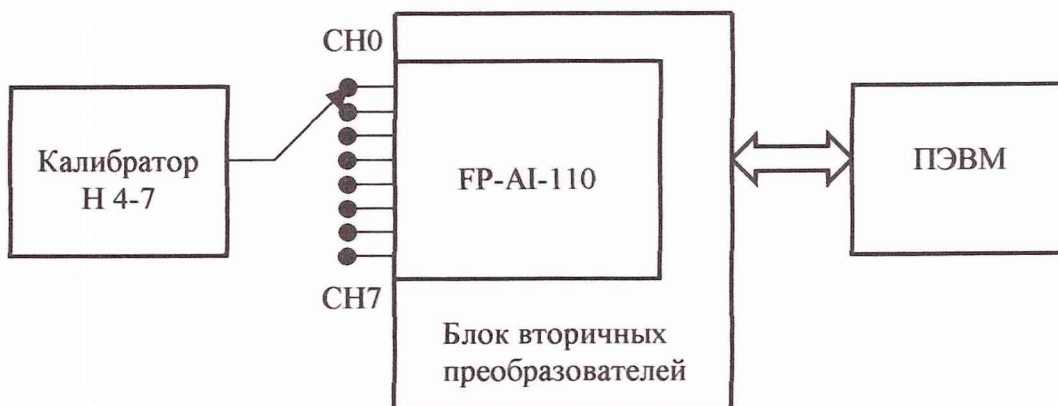 CH0
Калибратор
Н 4-7
FP-AI-110
ПЭВМ
CH7
Блок вторичных
преобразователей